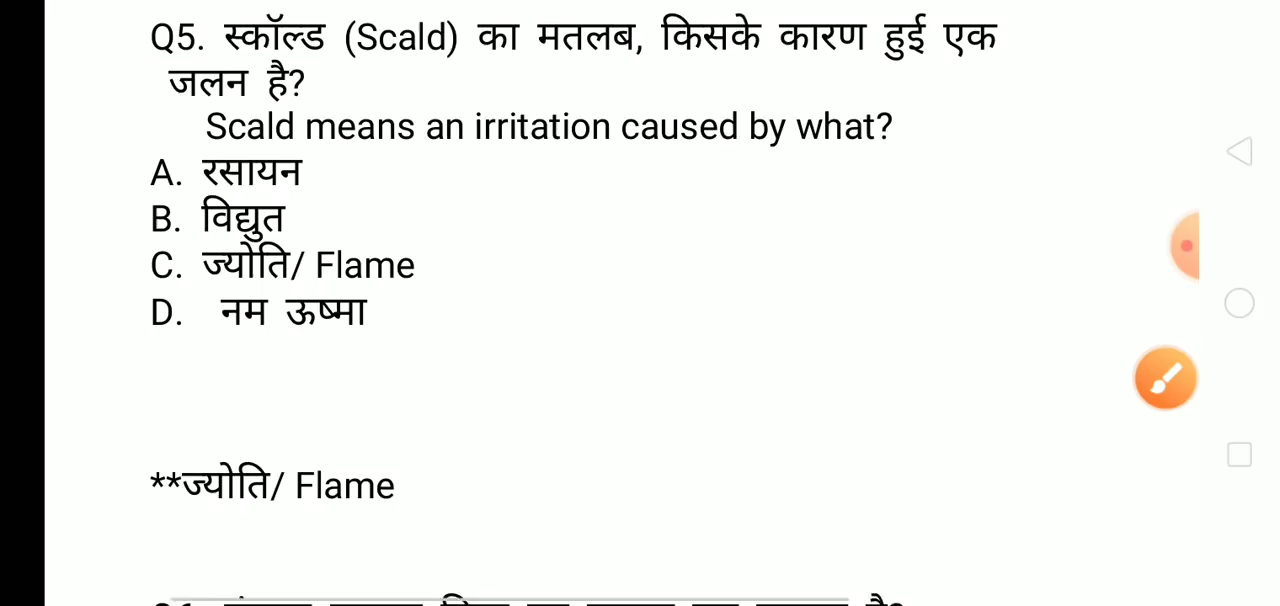 Q5. स्कॉल्ड (Scald) का मतलब, किसके कारण हुई एक
जलन है?
Scald means an irritation caused by what?
A. रसायन
B. विद्युत
C. ज्योति/ Flame
D. नम ऊष्मा
**ज्योति/ Flame